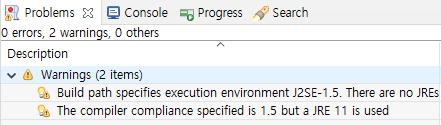 Problems Console Progress Search
0 errors, 2 warnings, 0 others
Description
Warnings (2 items)
Build path specifies execution environment J2SE-1.5. There are no JREs
The compiler compliance specified is 1.5 but a JRE 11 is used